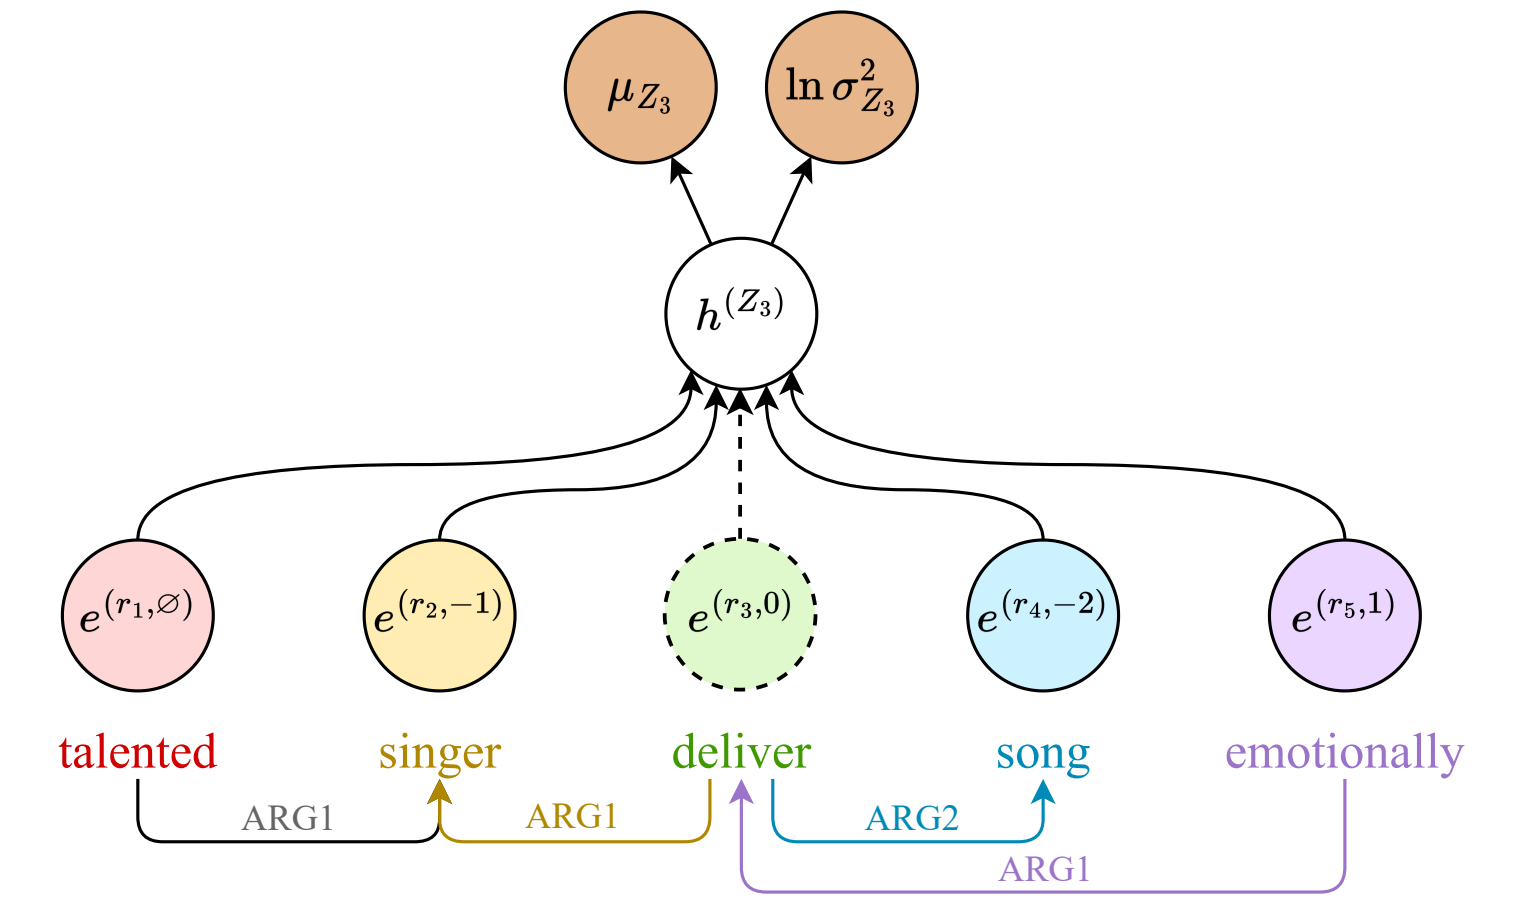 μ_{Z_3} ln σ²_{Z_3}
h^{(Z_3)}
e^{(r_1,∅)} e^{(r_2,−1)} e^{(r_3,0)} e^{(r_4,−2)} e^{(r_5,1)}
talented singer deliver song emotionally
ARG1 ARG1 ARG2
ARG1